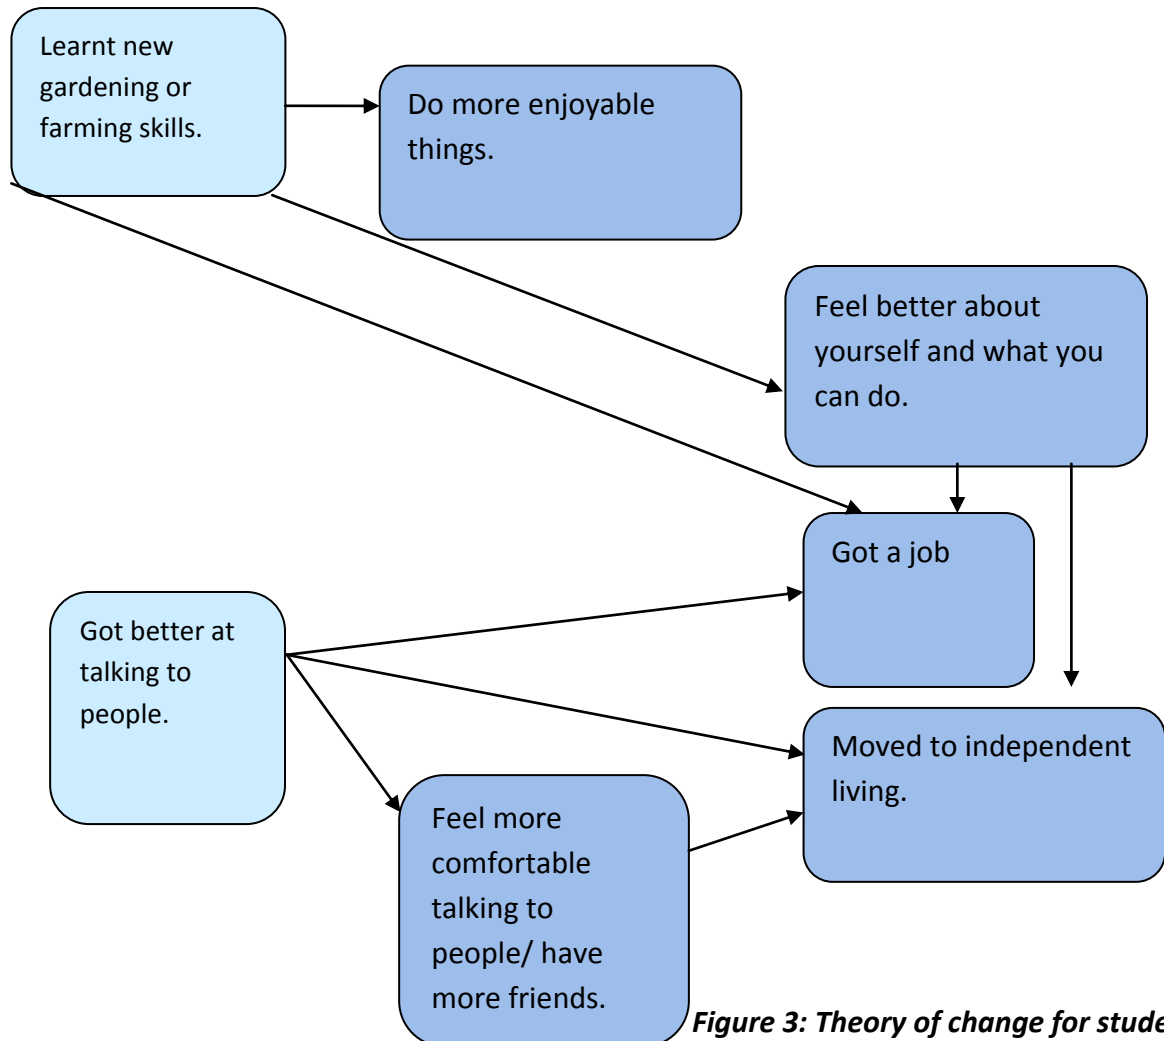 Learnt new
gardening or
farming skills.
Do more enjoyable
things.
Feel better about
yourself and what you
can do.
Got a job
Got better at
talking to
people.
Moved to independent
living.
Feel more
comfortable
talking to
people/ have
more friends.
Figure 3: Theory of change for stude